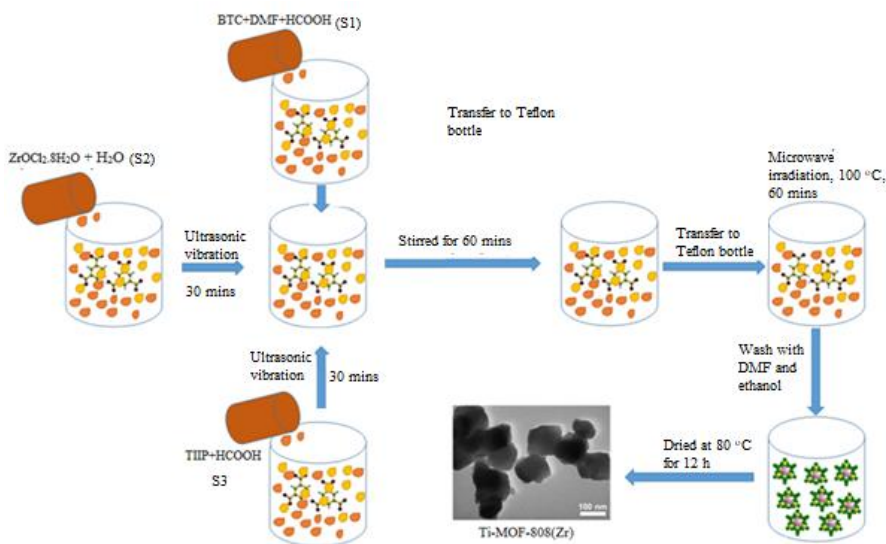 BTC+DMF+HCOOH (S1)
Transfer to Teflon
bottle
ZrOCl2.8H2O + H2O (S2)
Microwave
irradiation, 100 °C,
60 mins
Ultrasonic
vibration
30 mins
Stirred for 60 mins
Transfer to
Teflon bottle
Ultrasonic
vibration
30 mins
Wash with
DMF and
ethanol
TIIP+HCOOH
S3
Dried at 80 °C
for 12 h
100 nm
Ti-MOF-808(Zr)